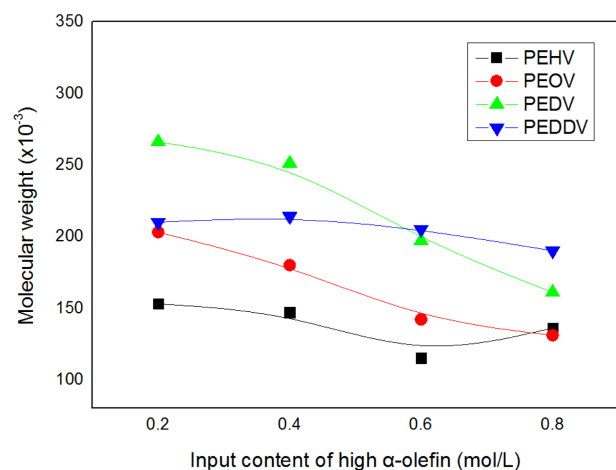 350
300
250
200
150
100
Molecular weight (x10⁻³)
PEHV
PEOV
PEDV
PEDDV
0.2 0.4 0.6 0.8
Input content of high α-olefin (mol/L)